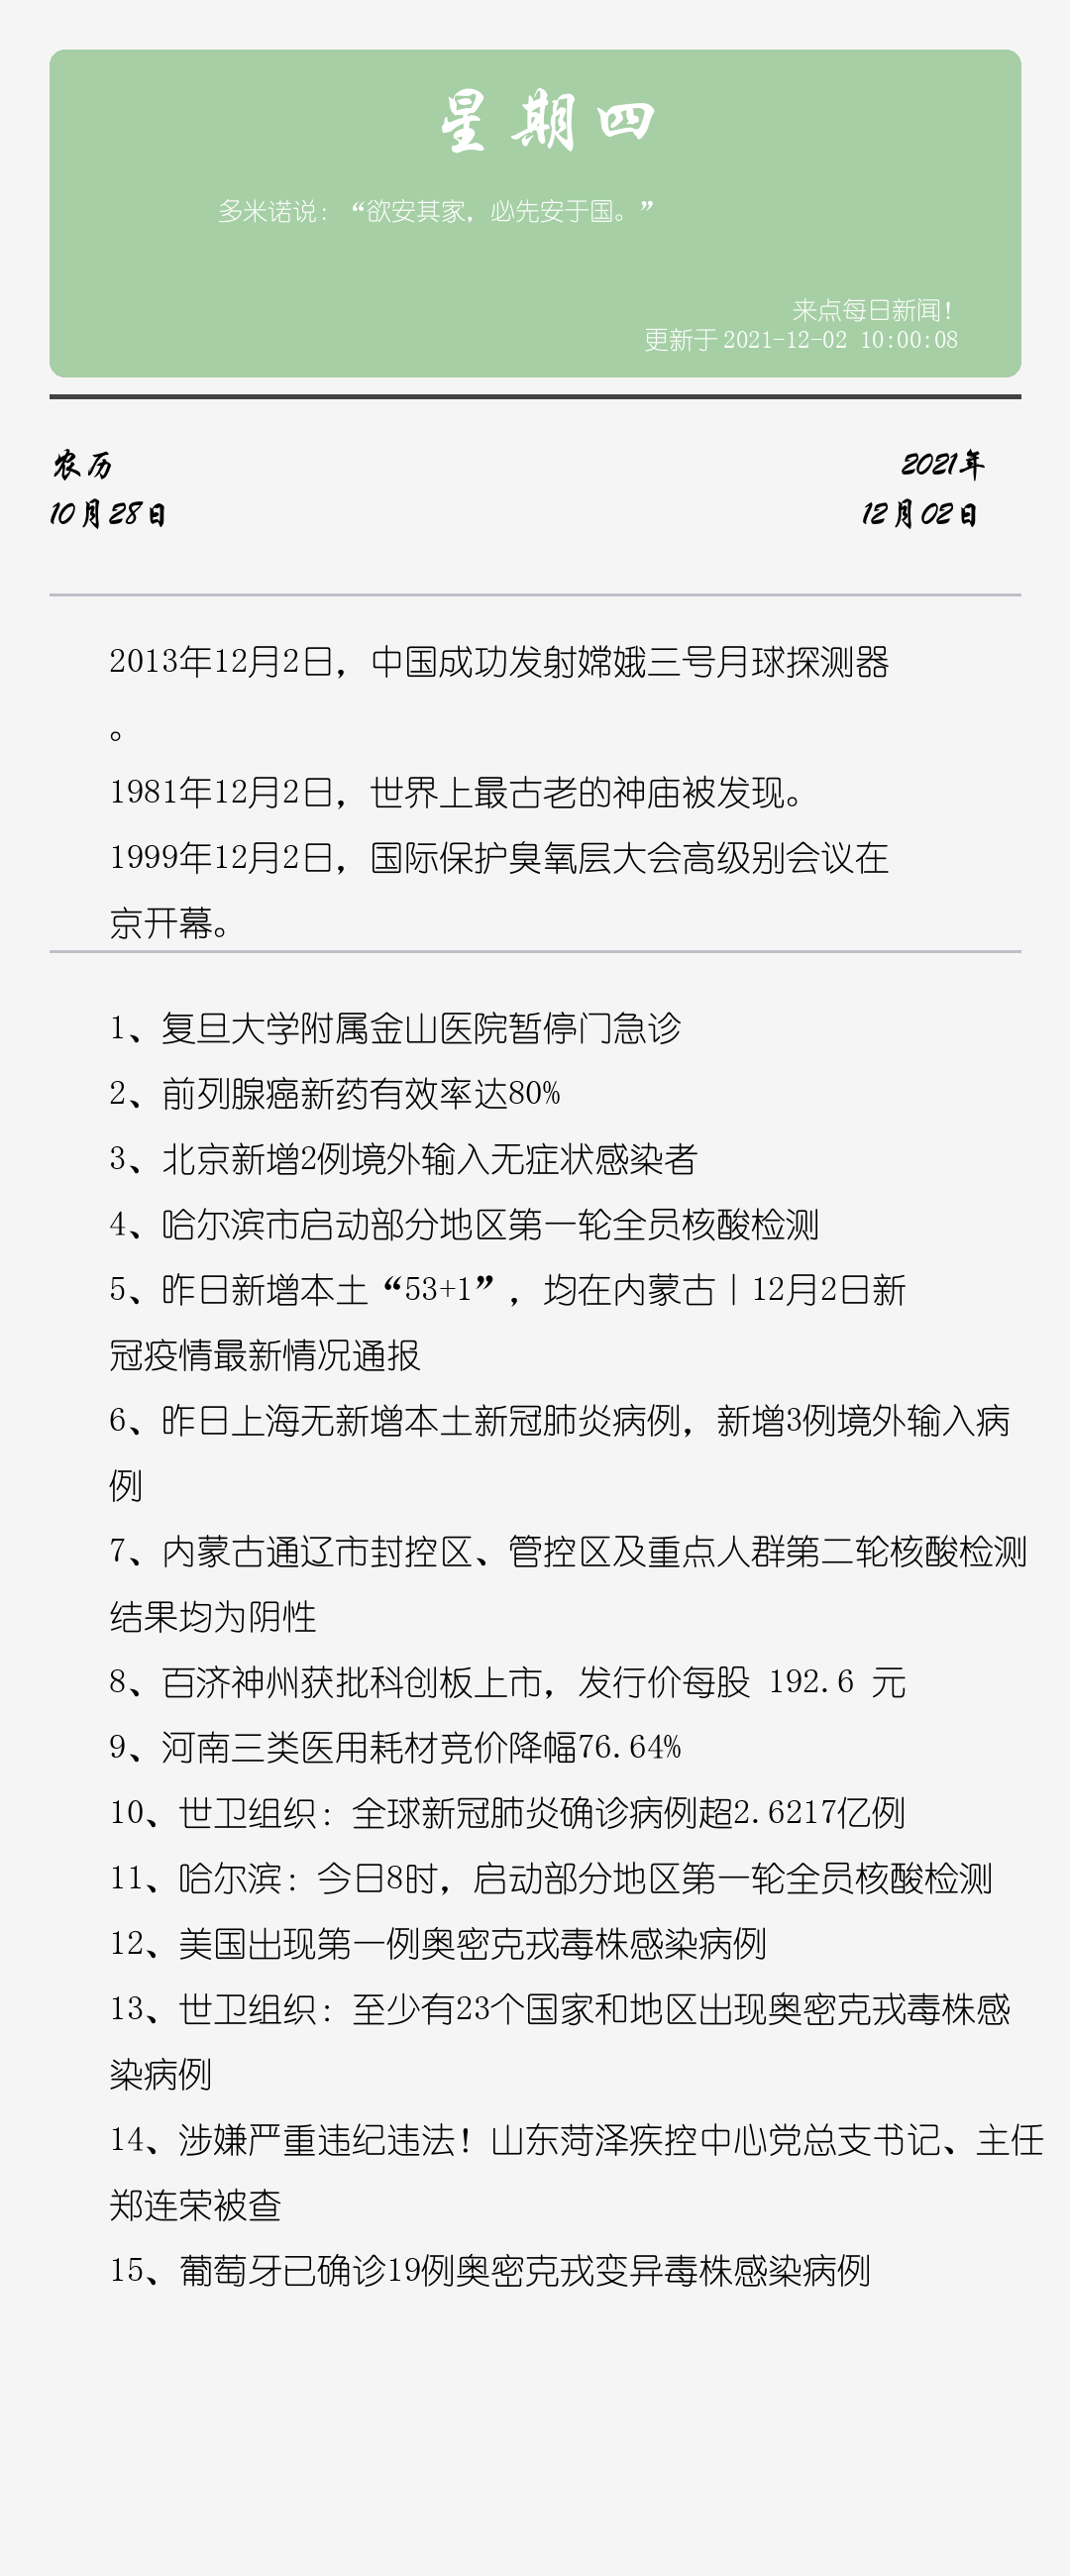 星期四
多米诺说：“欲安其家，必先安于国。”
来点每日新闻！
更新于 2021-12-02 10:00:08
农历
10月28日
2021年
12月02日
2013年12月2日，中国成功发射嫦娥三号月球探测器
。
1981年12月2日，世界上最古老的神庙被发现。
1999年12月2日，国际保护臭氧层大会高级别会议在
京开幕。
1、复旦大学附属金山医院暂停门急诊
2、前列腺癌新药有效率达80%
3、北京新增2例境外输入无症状感染者
4、哈尔滨市启动部分地区第一轮全员核酸检测
5、昨日新增本土“53+1”，均在内蒙古丨12月2日新
冠疫情最新情况通报
6、昨日上海无新增本土新冠肺炎病例，新增3例境外输入病
例
7、内蒙古通辽市封控区、管控区及重点人群第二轮核酸检测
结果均为阴性
8、百济神州获批科创板上市，发行价每股 192.6 元
9、河南三类医用耗材竞价降幅76.64%
10、世卫组织：全球新冠肺炎确诊病例超2.6217亿例
11、哈尔滨：今日8时，启动部分地区第一轮全员核酸检测
12、美国出现第一例奥密克戎毒株感染病例
13、世卫组织：至少有23个国家和地区出现奥密克戎毒株感
染病例
14、涉嫌严重违纪违法！山东菏泽疾控中心党总支书记、主任
郑连荣被查
15、葡萄牙已确诊19例奥密克戎变异毒株感染病例